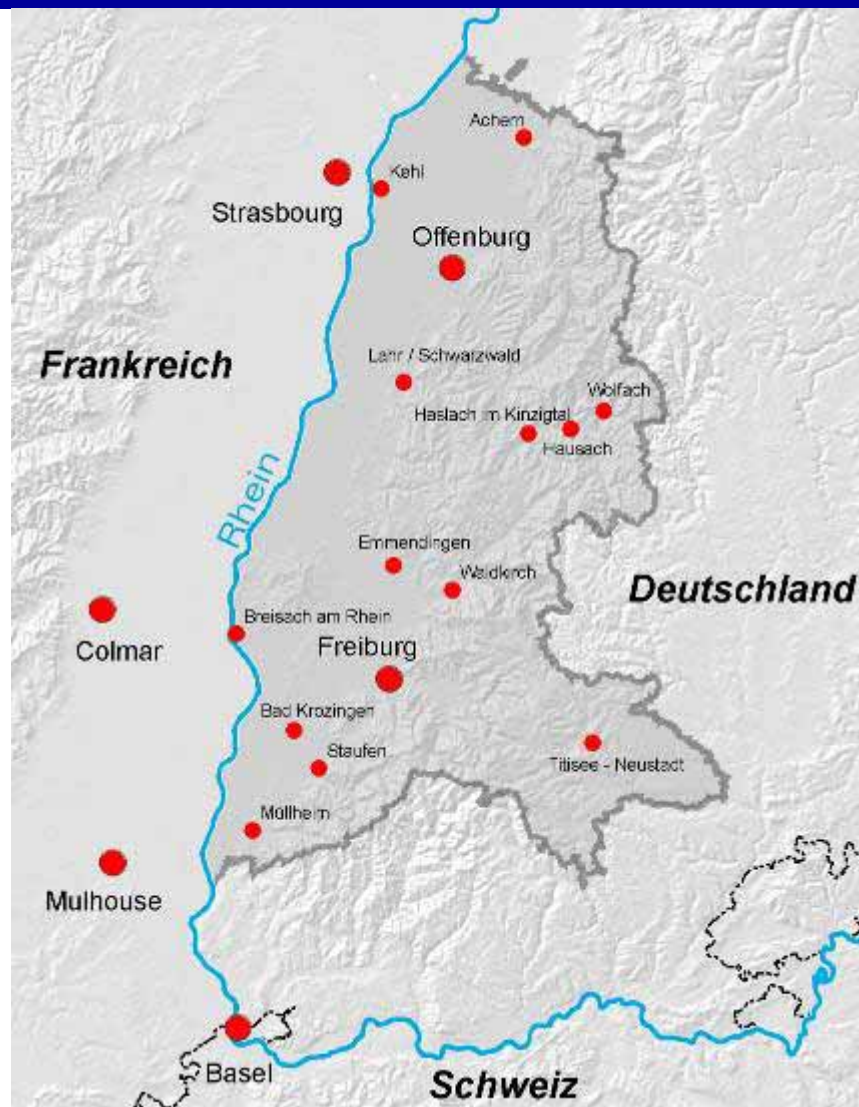 Achern
Kehl
Strasbourg
Offenburg
Frankreich
Lahr / Schwarzwald
Wolfach
Haslach im Kinzigtal
Hausach
Rhein
Emmendingen
Waldkirch
Deutschland
Breisach am Rhein
Colmar
Freiburg
Bad Krozingen
Staufen
Titisee - Neustadt
Müllheim
Mulhouse
Basel
Schweiz